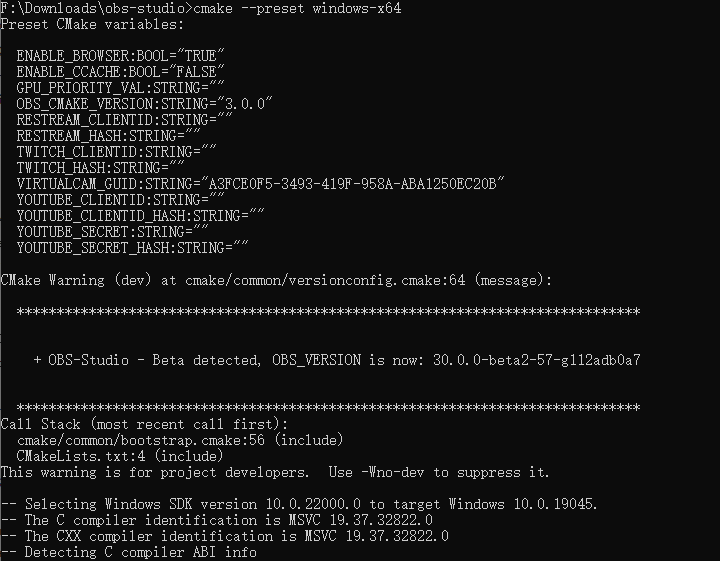 F:\Downloads\obs-studio>cmake --preset windows-x64
Preset CMake variables:
ENABLE_BROWSER:BOOL="TRUE"
ENABLE_CCACHE:BOOL="FALSE"
GPU_PRIORITY_VAL:STRING=""
OBS_CMAKE_VERSION:STRING="3.0.0"
RESTREAM_CLIENTID:STRING=""
RESTREAM_HASH:STRING=""
TWITCH_CLIENTID:STRING=""
TWITCH_HASH:STRING=""
VIRTUALCAM_GUID:STRING="A3FCE0F5-3493-419F-958A-ABA1250EC20B"
YOUTUBE_CLIENTID:STRING=""
YOUTUBE_CLIENTID_HASH:STRING=""
YOUTUBE_SECRET:STRING=""
YOUTUBE_SECRET_HASH:STRING=""
CMake Warning (dev) at cmake/common/versionconfig.cmake:64 (message):
******************************************************************************
+ OBS-Studio - Beta detected, OBS_VERSION is now: 30.0.0-beta2-57-g112adb0a7
******************************************************************************
Call Stack (most recent call first):
cmake/common/bootstrap.cmake:56 (include)
CMakeLists.txt:4 (include)
This warning is for project developers.  Use -Wno-dev to suppress it.
-- Selecting Windows SDK version 10.0.22000.0 to target Windows 10.0.19045.
-- The C compiler identification is MSVC 19.37.32822.0
-- The CXX compiler identification is MSVC 19.37.32822.0
-- Detecting C compiler ABI info